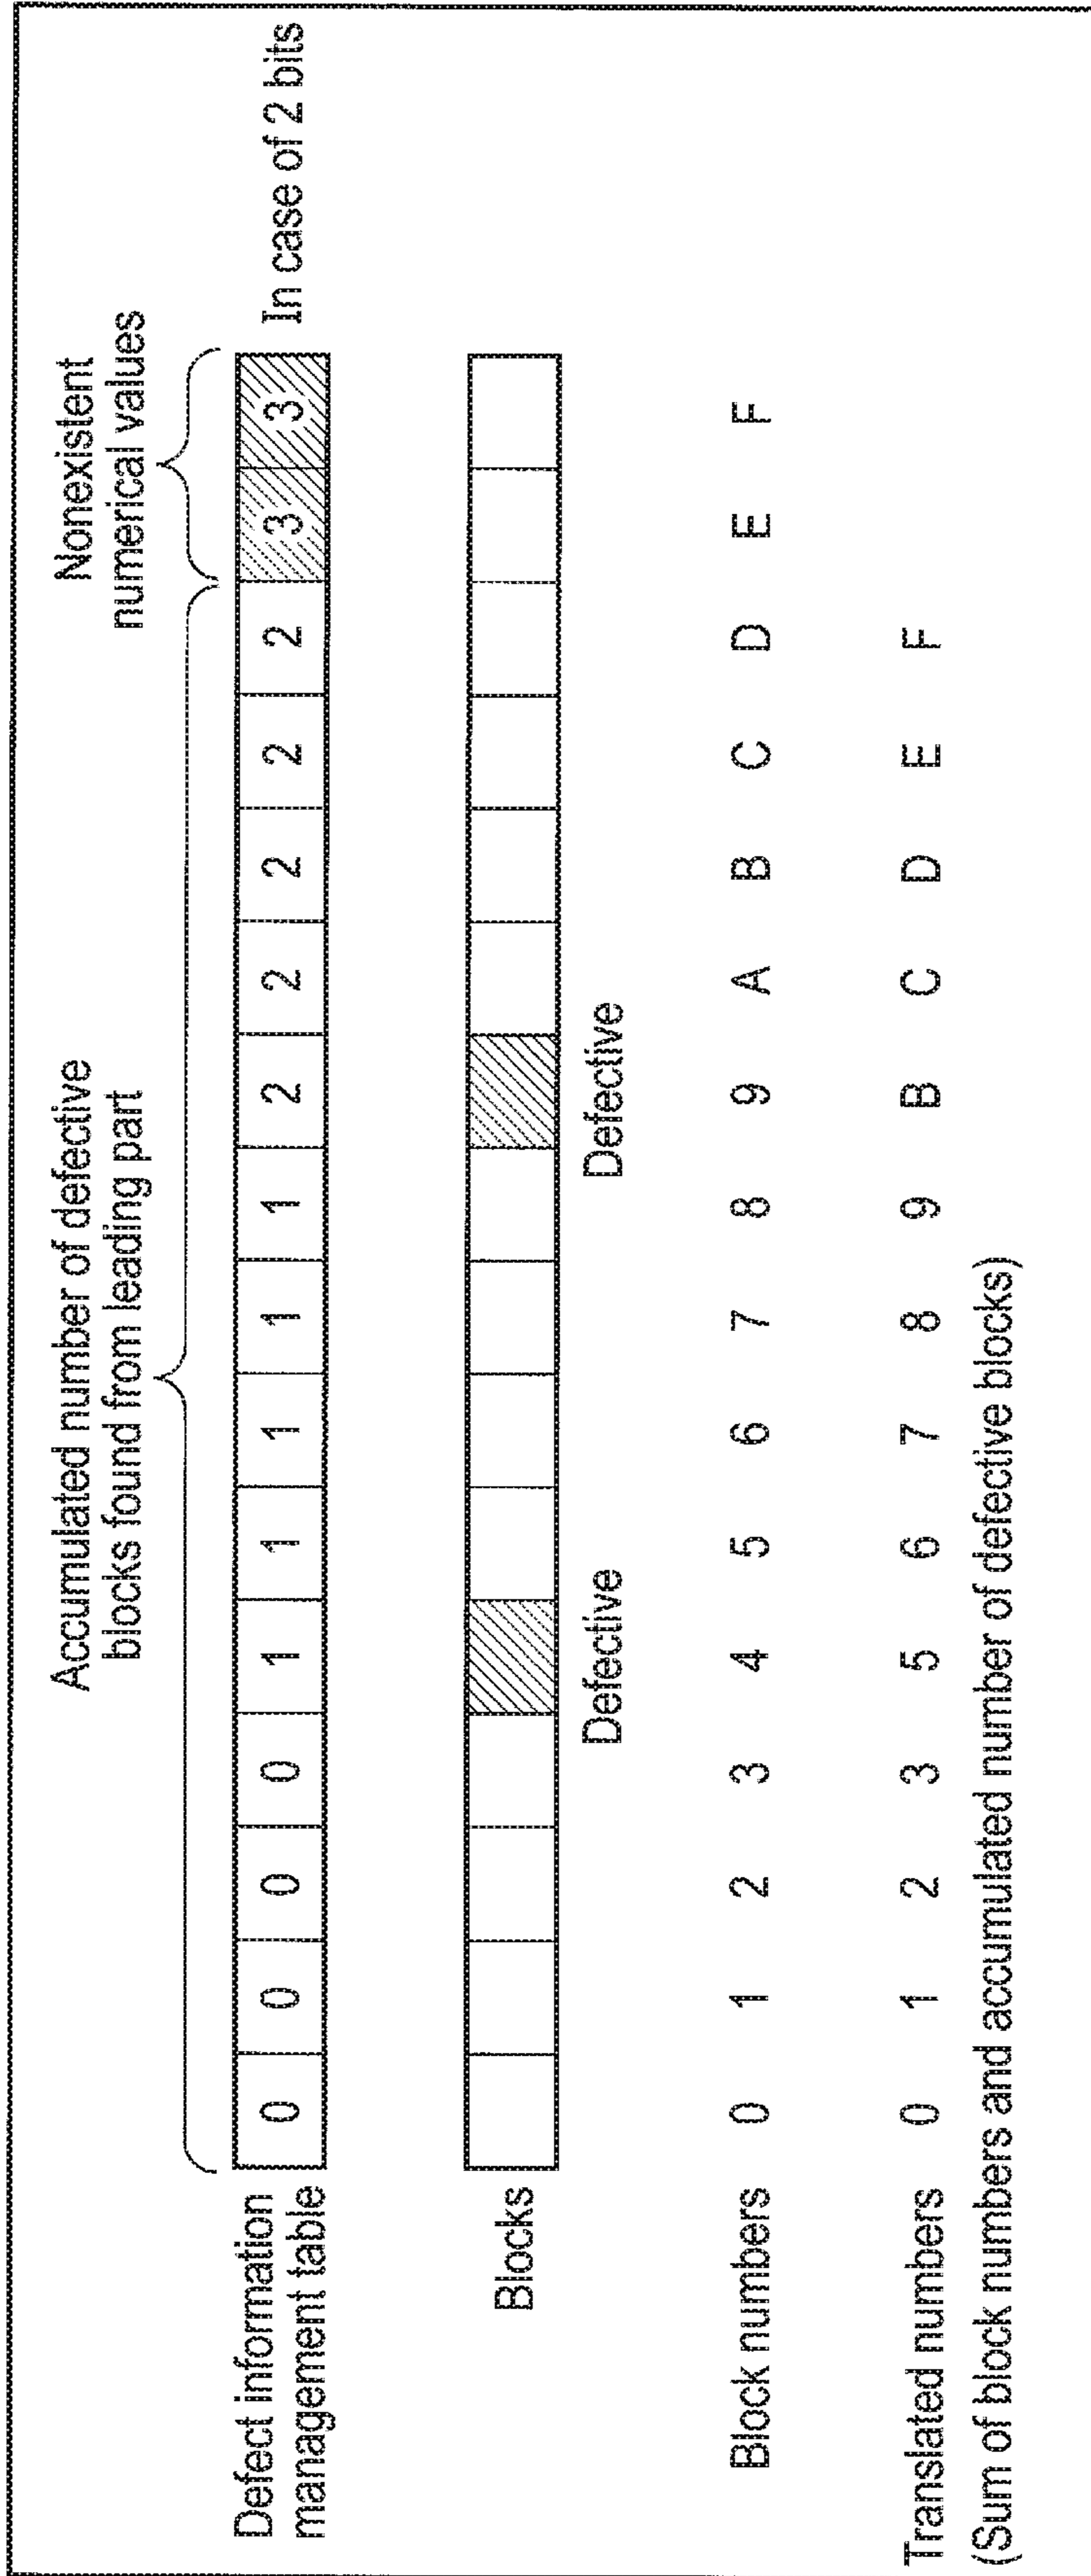 Accumulated number of defective
blocks found from leading part
Nonexistent
numerical values
Defect information
management table
0 0 0 0 1 1 1 1 1 2 2 2 2 2 3 3
In case of 2 bits
Blocks
Defective
Defective
Block numbers
0 1 2 3 4 5 6 7 8 9 A B C D E F
Translated numbers
0 1 2 3 5 6 7 8 9 B C D E F
(Sum of block numbers and accumulated number of defective blocks)